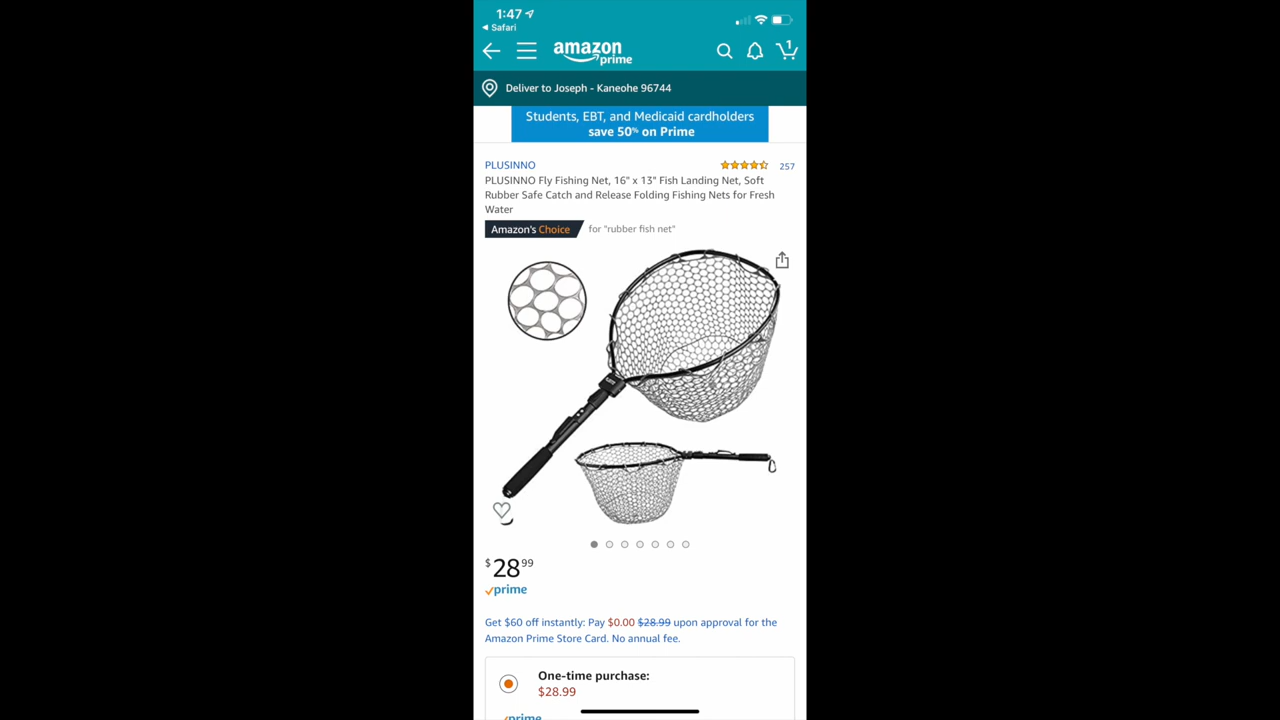 1:47
Safari
amazon
prime
1
Deliver to Joseph - Kaneohe 96744
Students, EBT, and Medicaid cardholders
save 50% on Prime
PLUSINNO
257
PLUSINNO Fly Fishing Net, 16" x 13" Fish Landing Net, Soft
Rubber Safe Catch and Release Folding Fishing Nets for Fresh
Water
Amazon's Choice for "rubber fish net"
$28.99
prime
Get $60 off instantly: Pay $0.00 $28.99 upon approval for the
Amazon Prime Store Card. No annual fee.
One-time purchase:
$28.99
prime